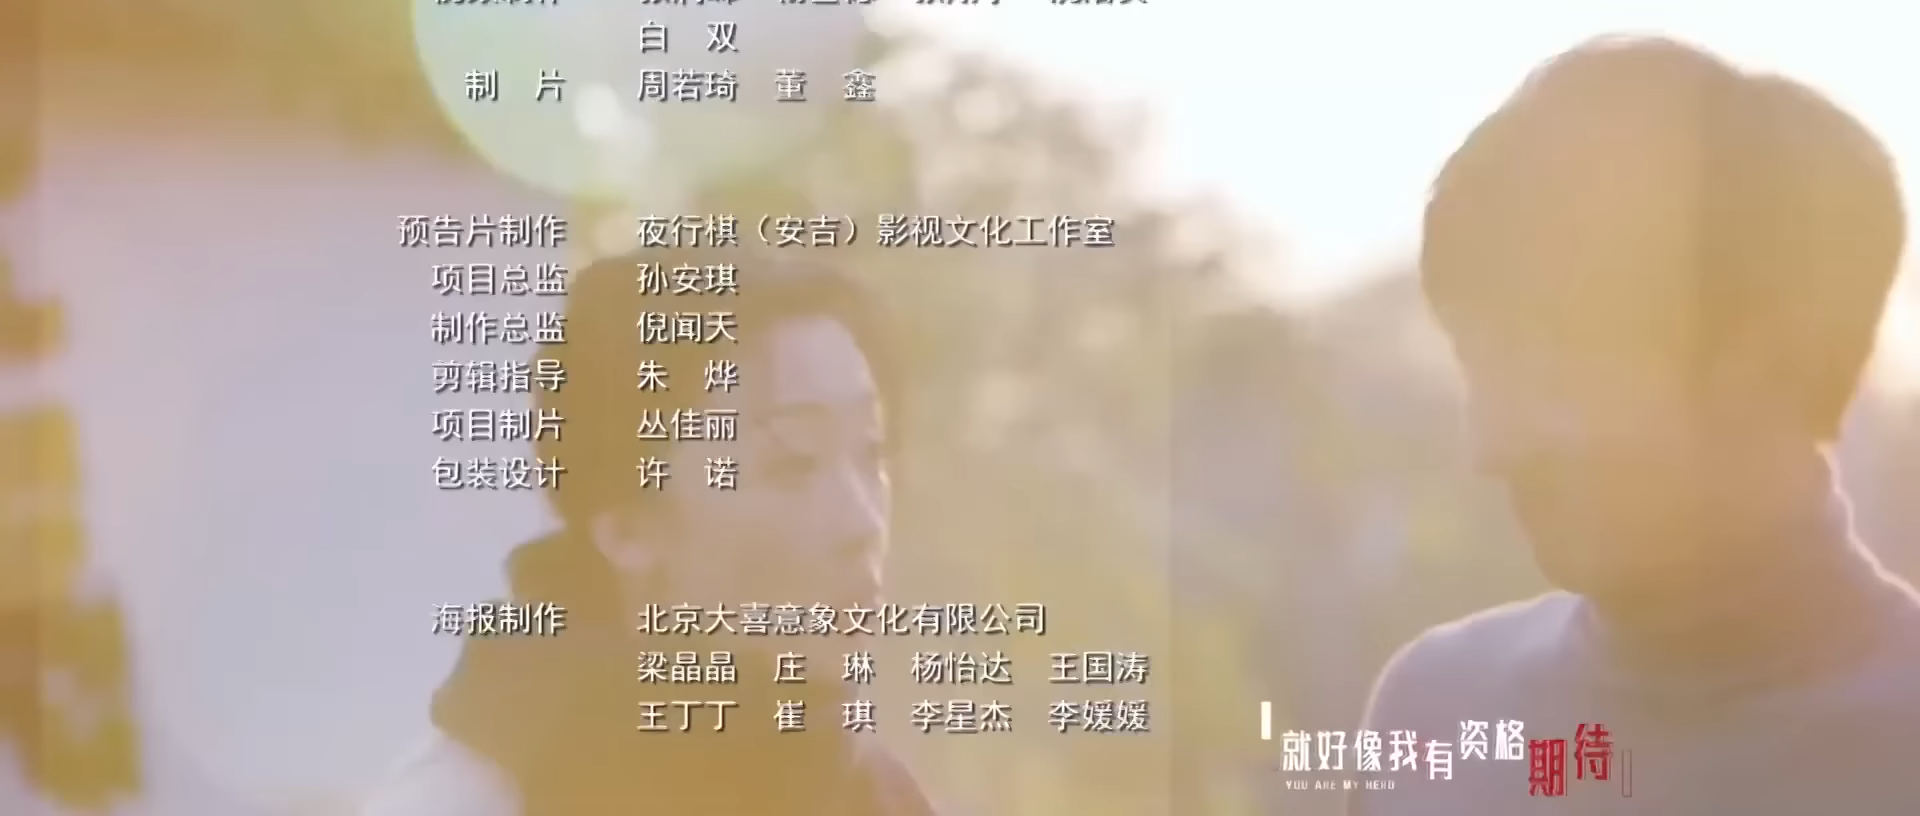 白　双
制　片　周若琦　董　鑫
预告片制作　夜行棋（安吉）影视文化工作室
项目总监　孙安琪
制作总监　倪闻天
剪辑指导　朱　烨
项目制片　丛佳丽
包装设计　许　诺
海报制作　北京大喜意象文化有限公司
梁晶晶　庄　琳　杨怡达　王国涛
王丁丁　崔　琪　李星杰　李媛媛
就好像我有资格期待
YOU ARE MY HERO